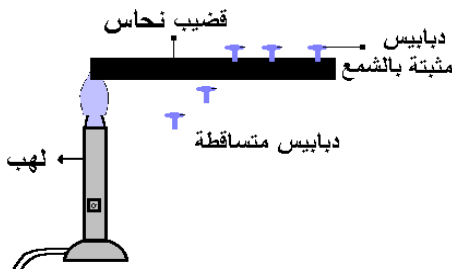 قضيب نحاس
دبابيس
مثبتة بالشمع
دبابيس متساقطة
لهب